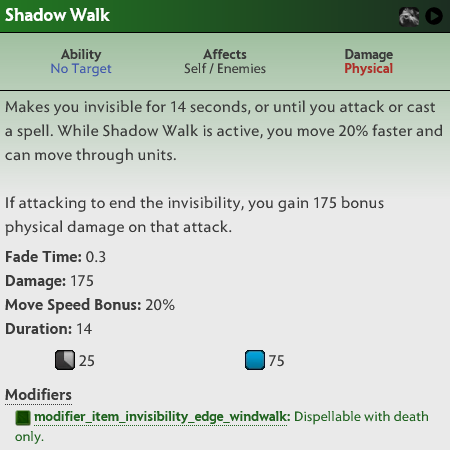 Shadow Walk
Ability Affects Damage
No Target Self / Enemies Physical
Makes you invisible for 14 seconds, or until you attack or cast
a spell. While Shadow Walk is active, you move 20% faster and
can move through units.
If attacking to end the invisibility, you gain 175 bonus
physical damage on that attack.
Fade Time: 0.3
Damage: 175
Move Speed Bonus: 20%
Duration: 14
25 75
Modifiers
modifier_item_invisibility_edge_windwalk: Dispellable with death
only.